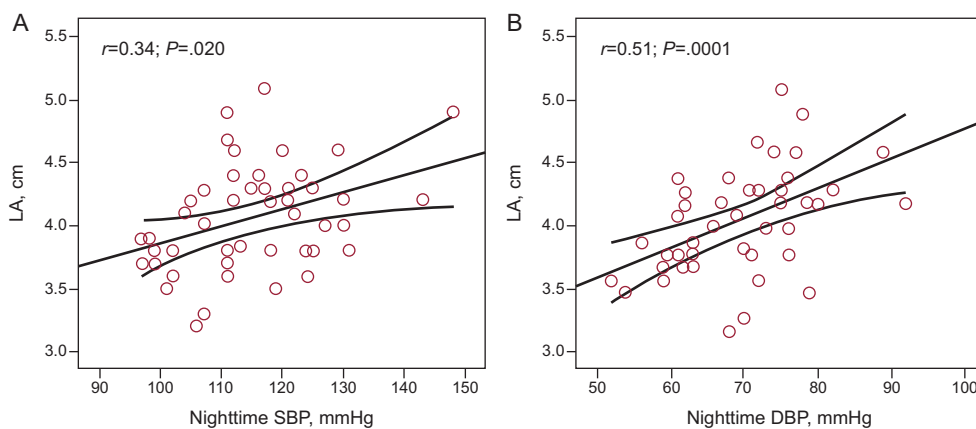 A
r=0.34; P=.020
LA, cm
5.5
5.0
4.5
4.0
3.5
3.0
90 100 110 120 130 140 150
Nighttime SBP, mmHg
B
r=0.51; P=.0001
LA, cm
5.5
5.0
4.5
4.0
3.5
3.0
50 60 70 80 90 100
Nighttime DBP, mmHg